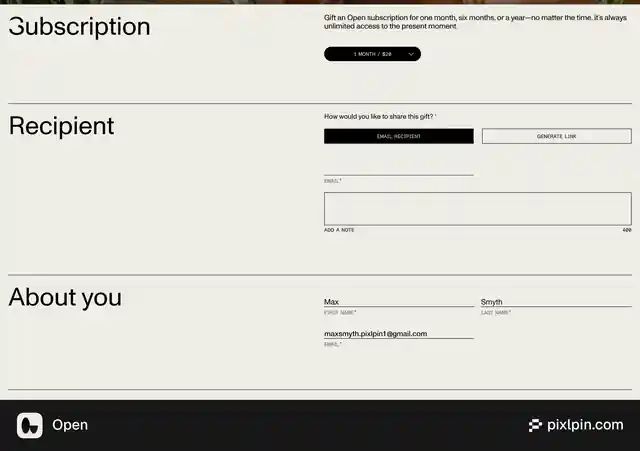 Subscription
Gift an Open subscription for one month, six months, or a year—no matter the time, it's always
unlimited access to the present moment.
1 MONTH / $20
Recipient
How would you like to share this gift? *
EMAIL RECIPIENT
GENERATE LINK
EMAIL*
ADD A NOTE
400
About you
Max
Smyth
FIRST NAME*
LAST NAME*
maxsmyth.pixlpin1@gmail.com
EMAIL*
Open
pixlpin.com